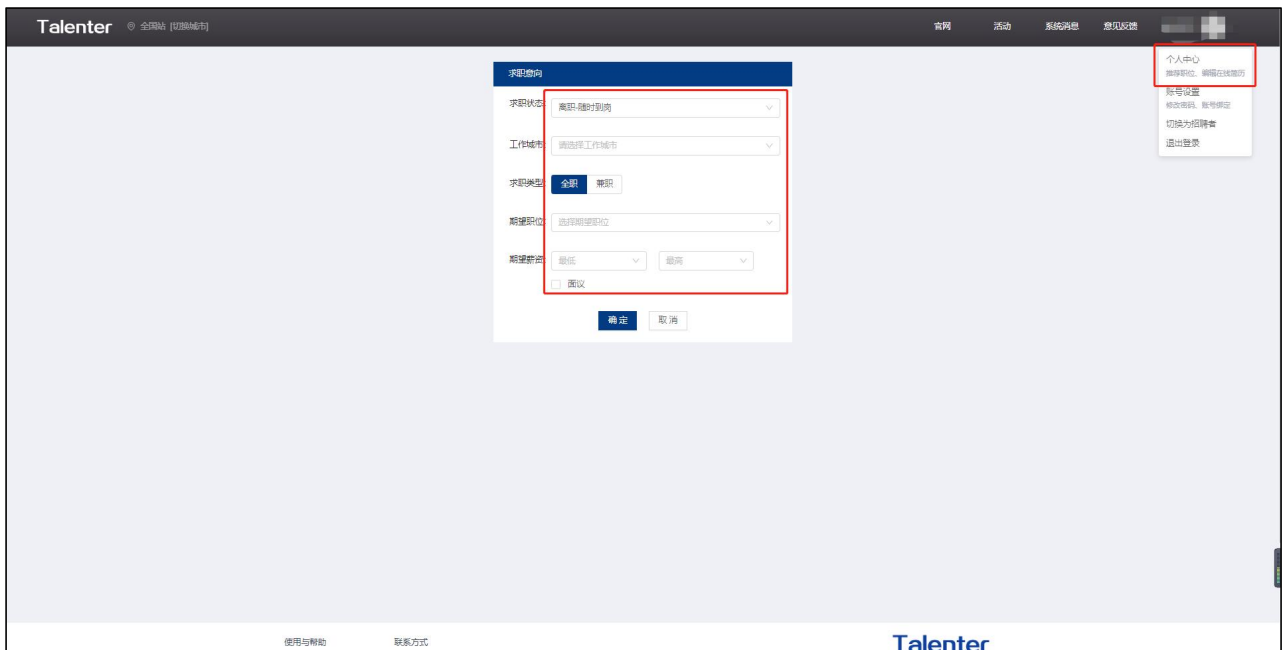 Talenter 全国站 [切换城市] 官网 活动 系统消息 意见反馈
个人中心
推荐职位、编辑在线简历
账号设置
修改密码、账号绑定
切换为招聘者
退出登录
求职意向
求职状态: 离职-随时到岗
工作城市: 请选择工作城市
求职类型: 全职 兼职
期望职位: 选择期望职位
期望薪资: 最低 最高
面议
确定 取消
使用与帮助 联系方式 Talenter